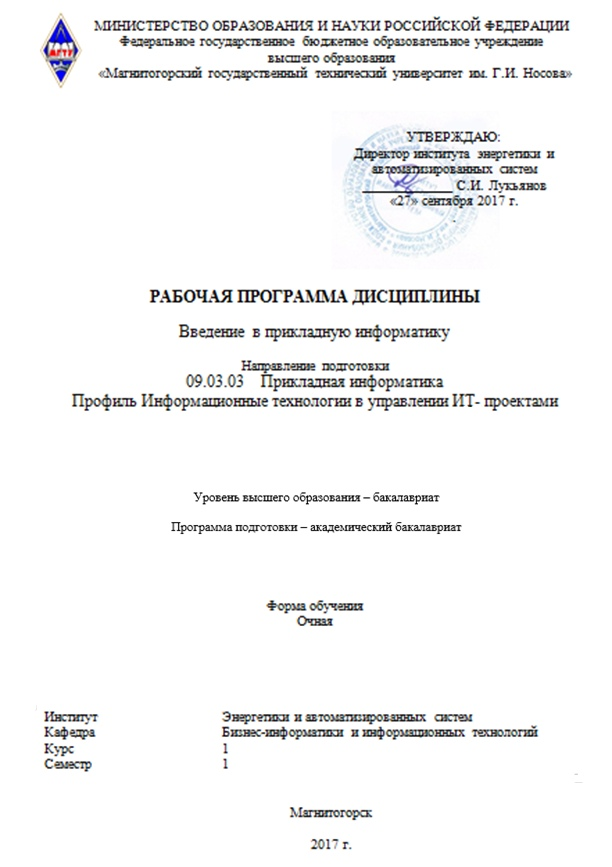 МИНИСТЕРСТВО ОБРАЗОВАНИЯ И НАУКИ РОССИЙСКОЙ ФЕДЕРАЦИИ
Федеральное государственное бюджетное образовательное учреждение
высшего образования
«Магнитогорский государственный технический университет им. Г.И. Носова»
МГТУ
УТВЕРЖДАЮ:
Директор института энергетики и
автоматизированных систем
_____________ С.И. Лукьянов
«27» сентября 2017 г.
РАБОЧАЯ ПРОГРАММА ДИСЦИПЛИНЫ
Введение в прикладную информатику
Направление подготовки
09.03.03 Прикладная информатика
Профиль Информационные технологии в управлении ИТ- проектами
Уровень высшего образования – бакалавриат
Программа подготовки – академический бакалавриат
Форма обучения
Очная
Институт Энергетики и автоматизированных систем
Кафедра Бизнес-информатики и информационных технологий
Курс 1
Семестр 1
Магнитогорск
2017 г.